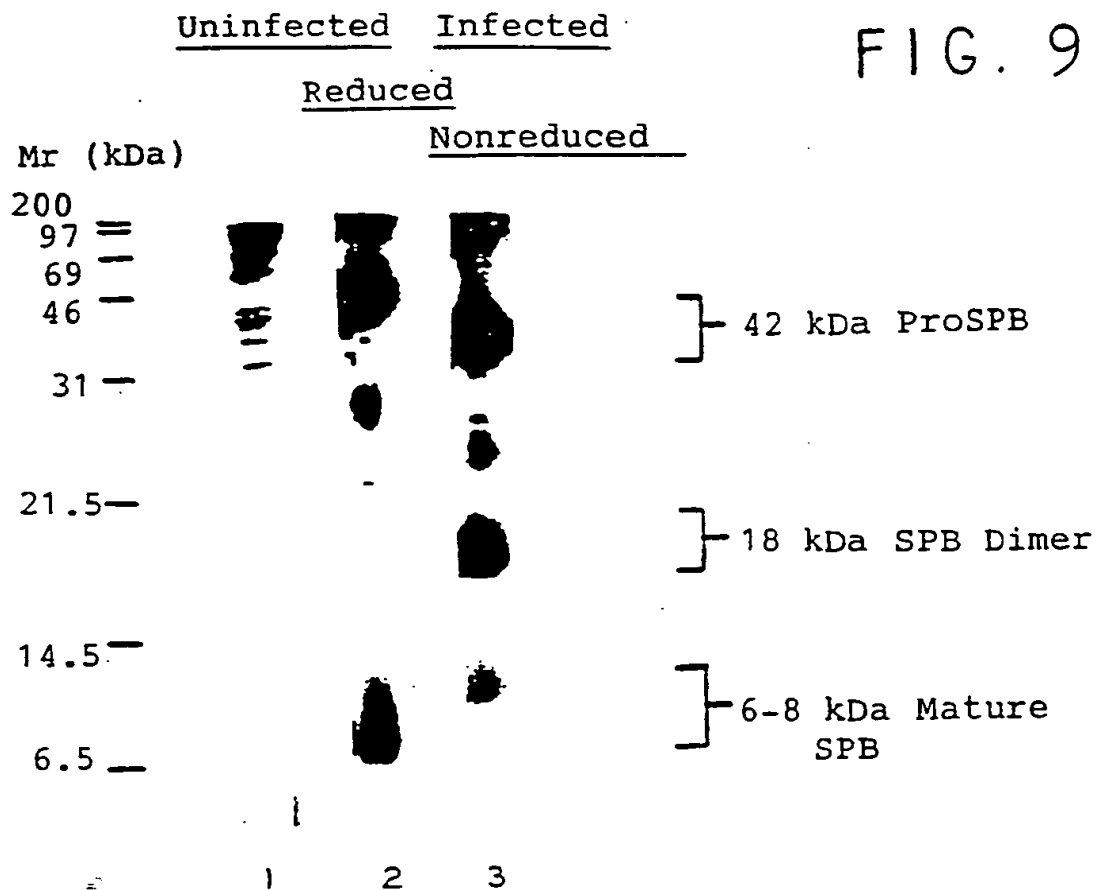 Uninfected Infected
FIG. 9
Reduced
Nonreduced
Mr (kDa)
200
97
69
46
42 kDa ProSPB
31
21.5
18 kDa SPB Dimer
14.5
6-8 kDa Mature
SPB
6.5
1 2 3